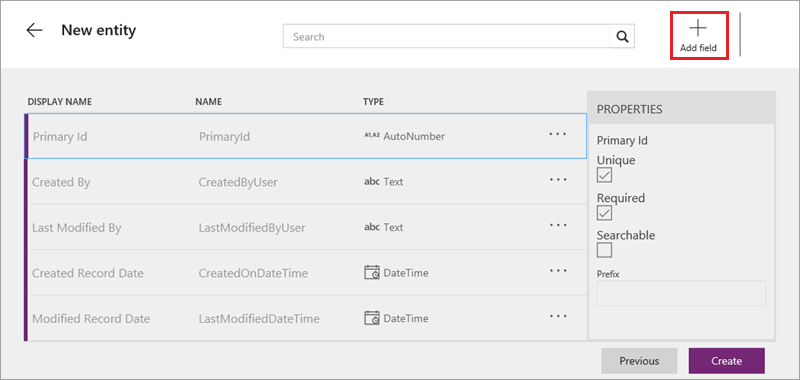 New entity
Search
Add field
DISPLAY NAME NAME TYPE
Primary Id PrimaryId A1,A2 AutoNumber ...
Created By CreatedByUser abc Text ...
Last Modified By LastModifiedByUser abc Text ...
Created Record Date CreatedOnDateTime DateTime ...
Modified Record Date LastModifiedDateTime DateTime ...
PROPERTIES
Primary Id
Unique
Required
Searchable
Prefix
Previous Create